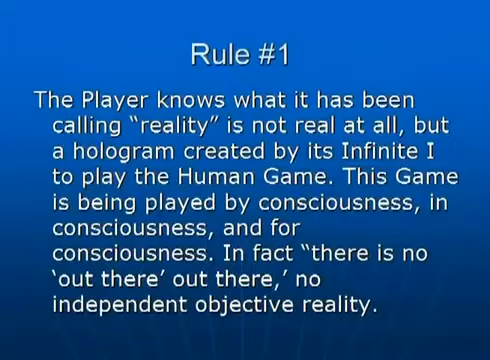 Rule #1
The Player knows what it has been
calling “reality” is not real at all, but
a hologram created by its Infinite I
to play the Human Game. This Game
is being played by consciousness, in
consciousness, and for
consciousness. In fact “there is no
‘out there’ out there,’ no
independent objective reality.